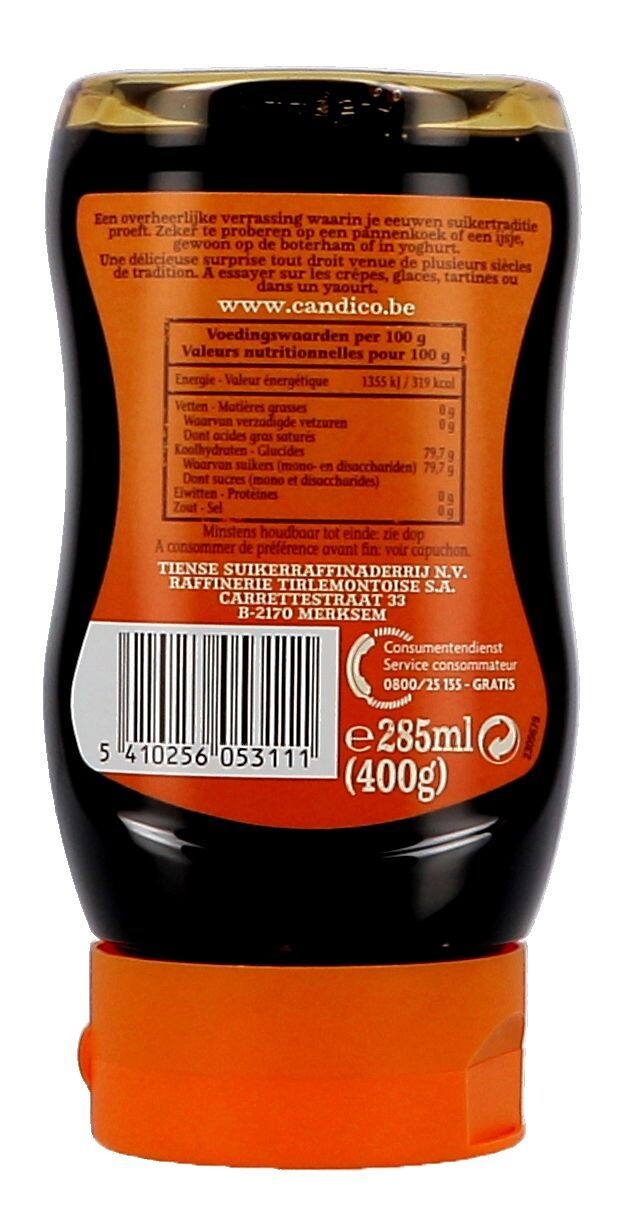 Een overheerlijke verrassing waarin je eeuwen suikertraditie
proeft. Zeker te proberen op een pannenkoek of een ijsje,
gewoon op de boterham of in yoghurt.
Une délicieuse surprise tout droit venue de plusieurs siècles
de tradition. A essayer sur les crêpes, glaces, tartines ou
dans un yaourt.
www.candico.be
Voedingswaarden per 100 g
Valeurs nutritionnelles pour 100 g
Energie - Valeur énergétique 1355 kJ / 319 kcal
Vetten - Matières grasses 0 g
Waarvan verzadigde vetzuren 0 g
Dont acides gras saturés
Koolhydraten - Glucides 79,7 g
Waarvan suikers (mono- en disacchariden) 79,7 g
Dont sucres (mono et disaccharides)
Eiwitten - Protéines 0 g
Zout - Sel 0 g
Minstens houdbaar tot einde: zie dop
A consommer de préférence avant fin: voir capuchon.
TIENSE SUIKERRAFFINADERRIJ N.V.
RAFFINERIE TIRLEMONTOISE S.A.
CARRETTESTRAAT 33
B-2170 MERKSEM
Consumentendienst
Service consommateur
0800/25 155 - GRATIS
5 410256 053111
e 285ml
(400g)
2309679